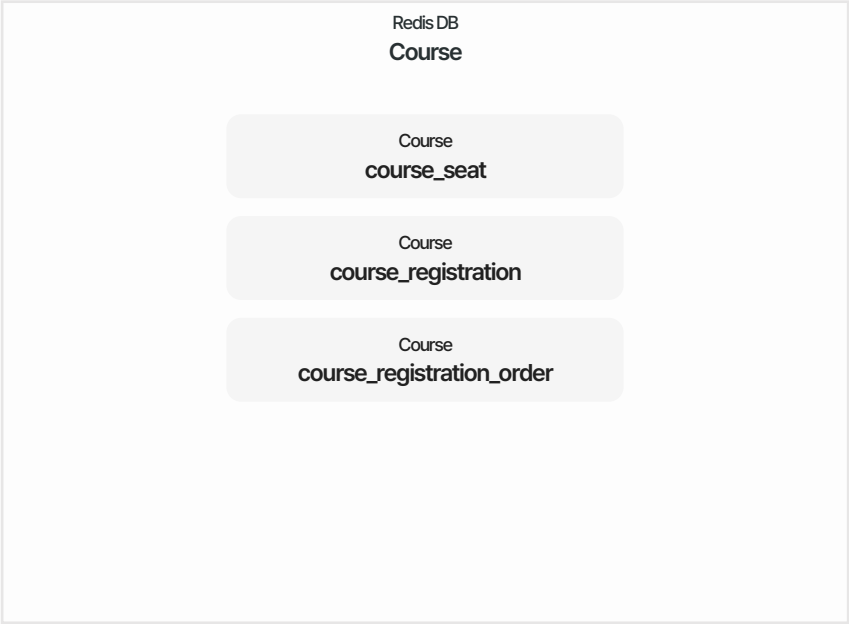 Redis DB
Course
Course
course_seat
Course
course_registration
Course
course_registration_order